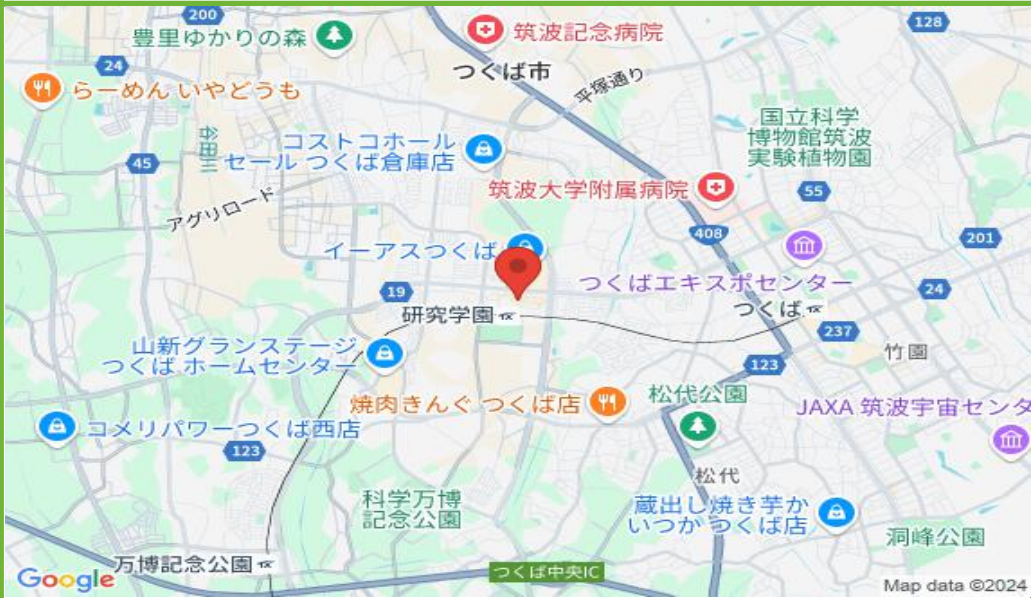 200
128
豊里ゆかりの森
筑波記念病院
24
つくば市
平塚通り
らーめん いやどうも
国立科学
博物館筑波
実験植物園
谷田川
コストコホール
セール つくば倉庫店
45
筑波大学附属病院
55
アグリロード
408
201
イーアスつくば
つくばエキスポセンター
19
24
つくば
研究学園
237
山新グランステージ
つくば ホームセンター
竹園
123
焼肉きんぐ つくば店
松代公園
JAXA 筑波宇宙センタ
コメリパワーつくば西店
123
松代
科学万博
記念公園
蔵出し焼き芋か
いつか つくば店
洞峰公園
万博記念公園
つくば中央IC
Google
Map data ©2024